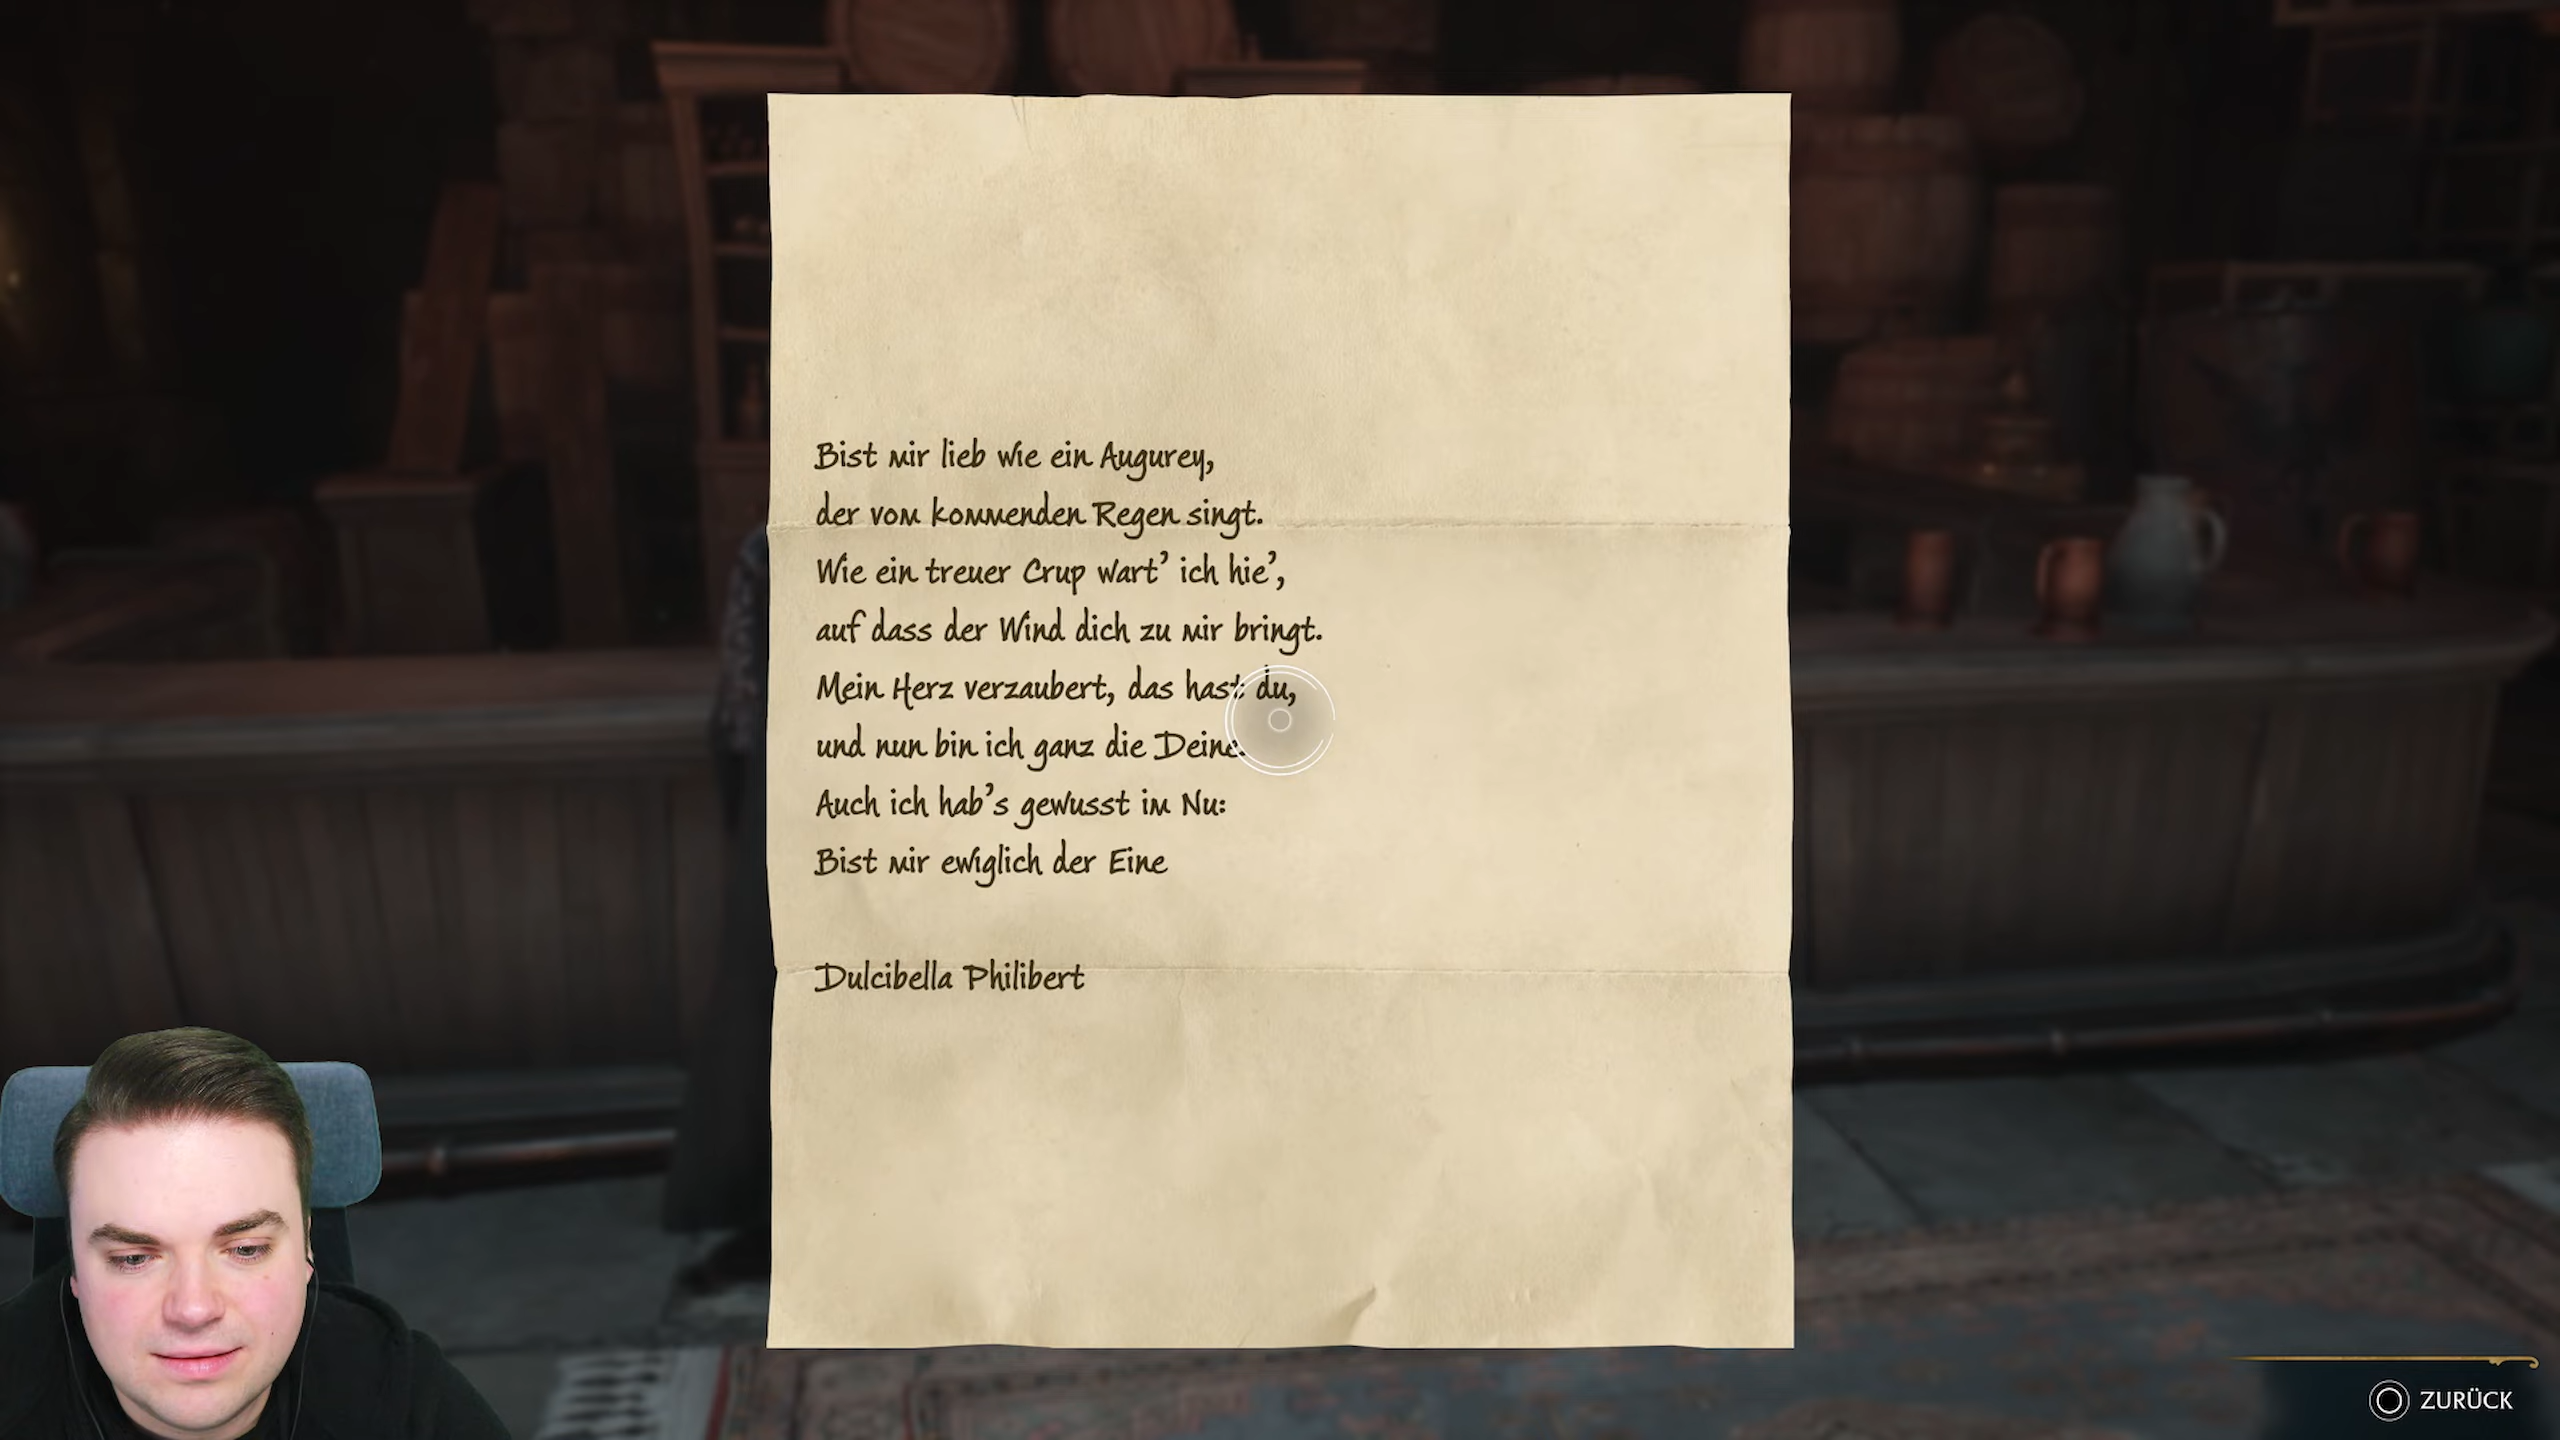 Bist mir lieb wie ein Augurey,
der vom kommenden Regen singt.
Wie ein treuer Crup wart’ ich hie’,
auf dass der Wind dich zu mir bringt.
Mein Herz verzaubert, das hast du,
und nun bin ich ganz die Deine.
Auch ich hab’s gewusst im Nu:
Bist mir ewiglich der Eine
Dulcibella Philibert
ZURÜCK